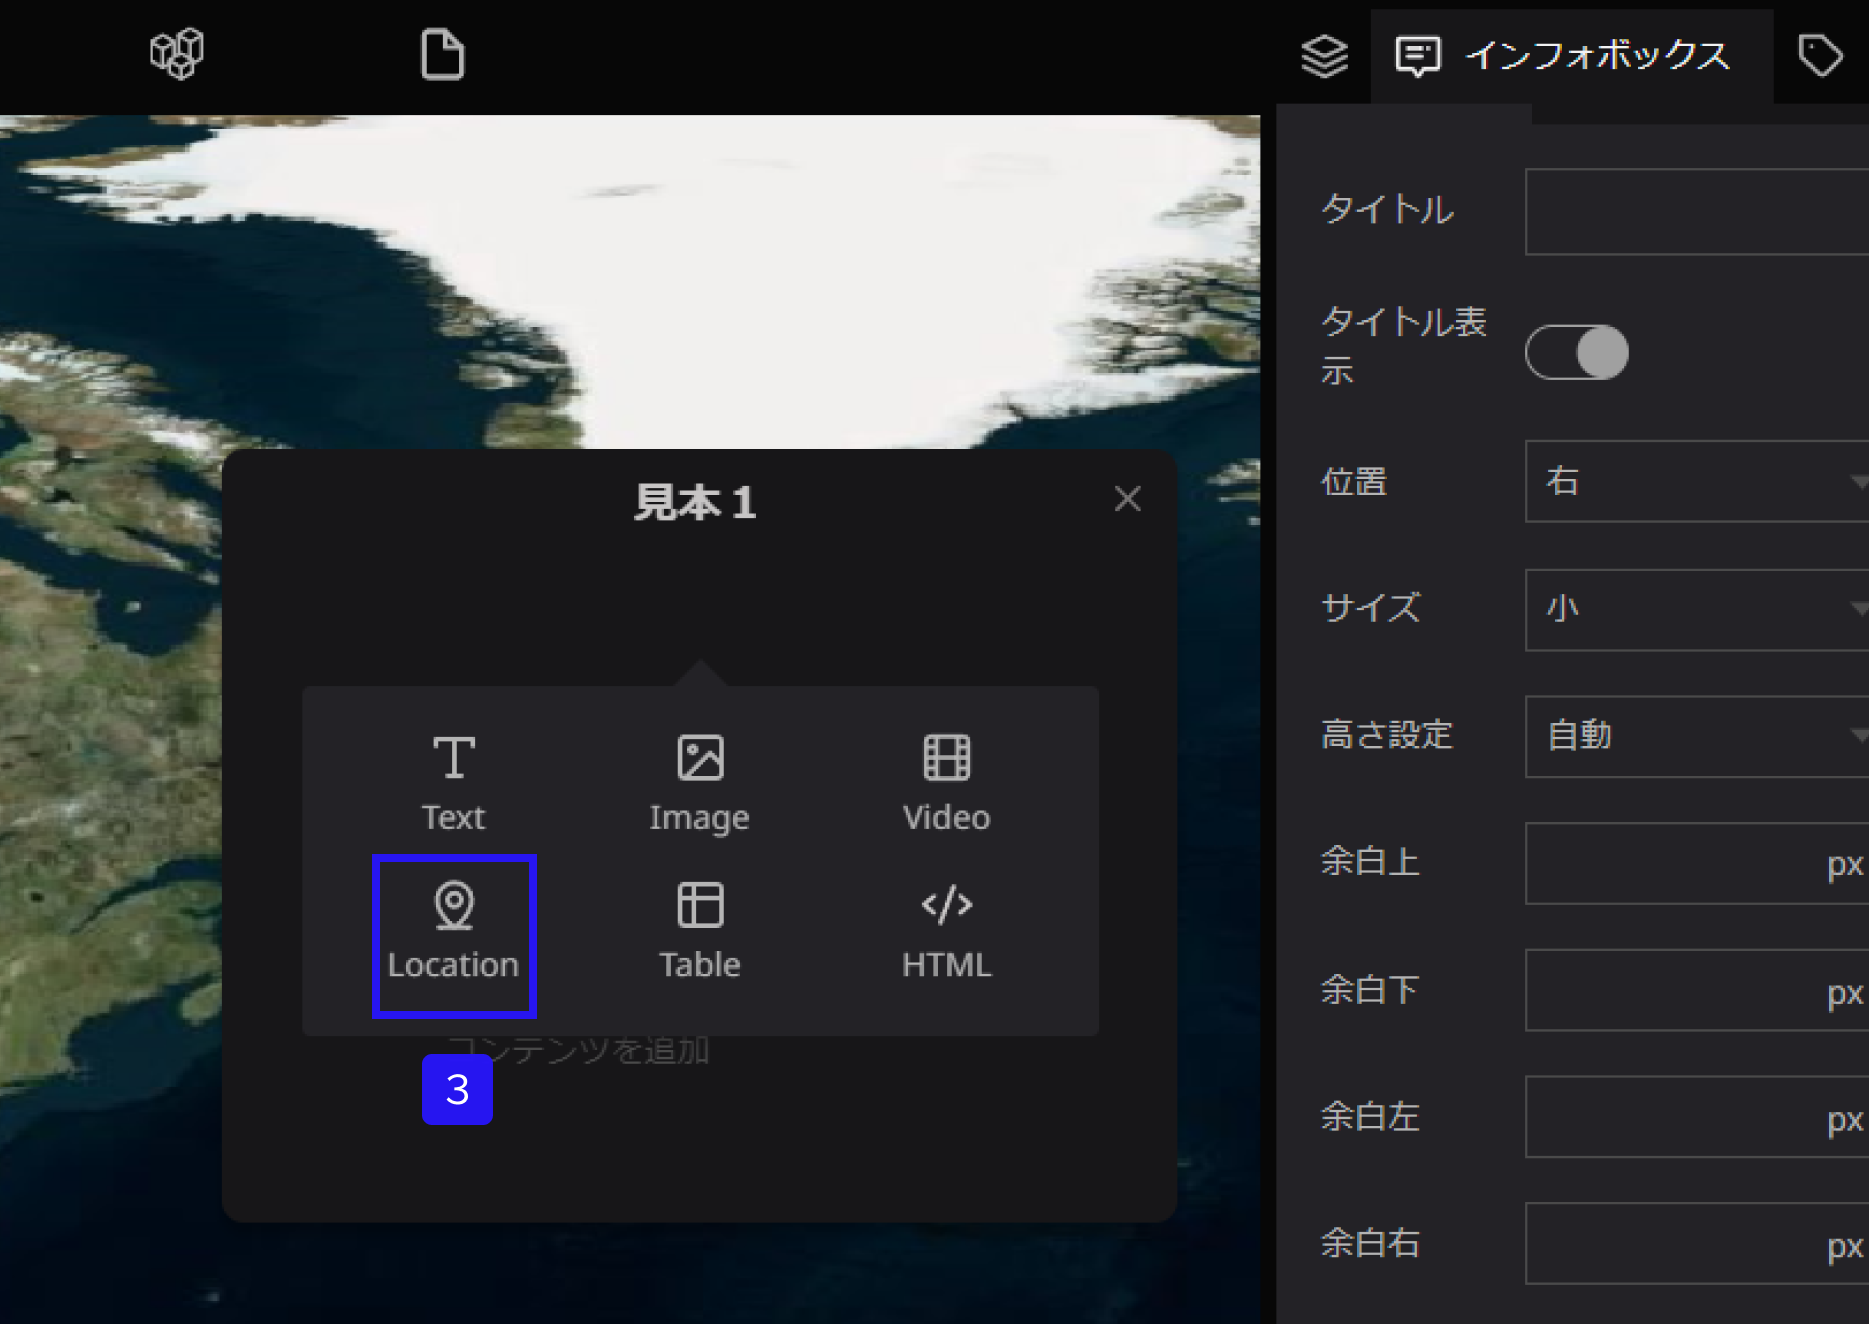 インフォボックス
タイトル
タイトル表
示
位置
右
サイズ
小
高さ設定
自動
余白上
px
余白下
px
余白左
px
余白右
px
見本1
Text
Image
Video
Location
Table
HTML
コンテンツを追加
3